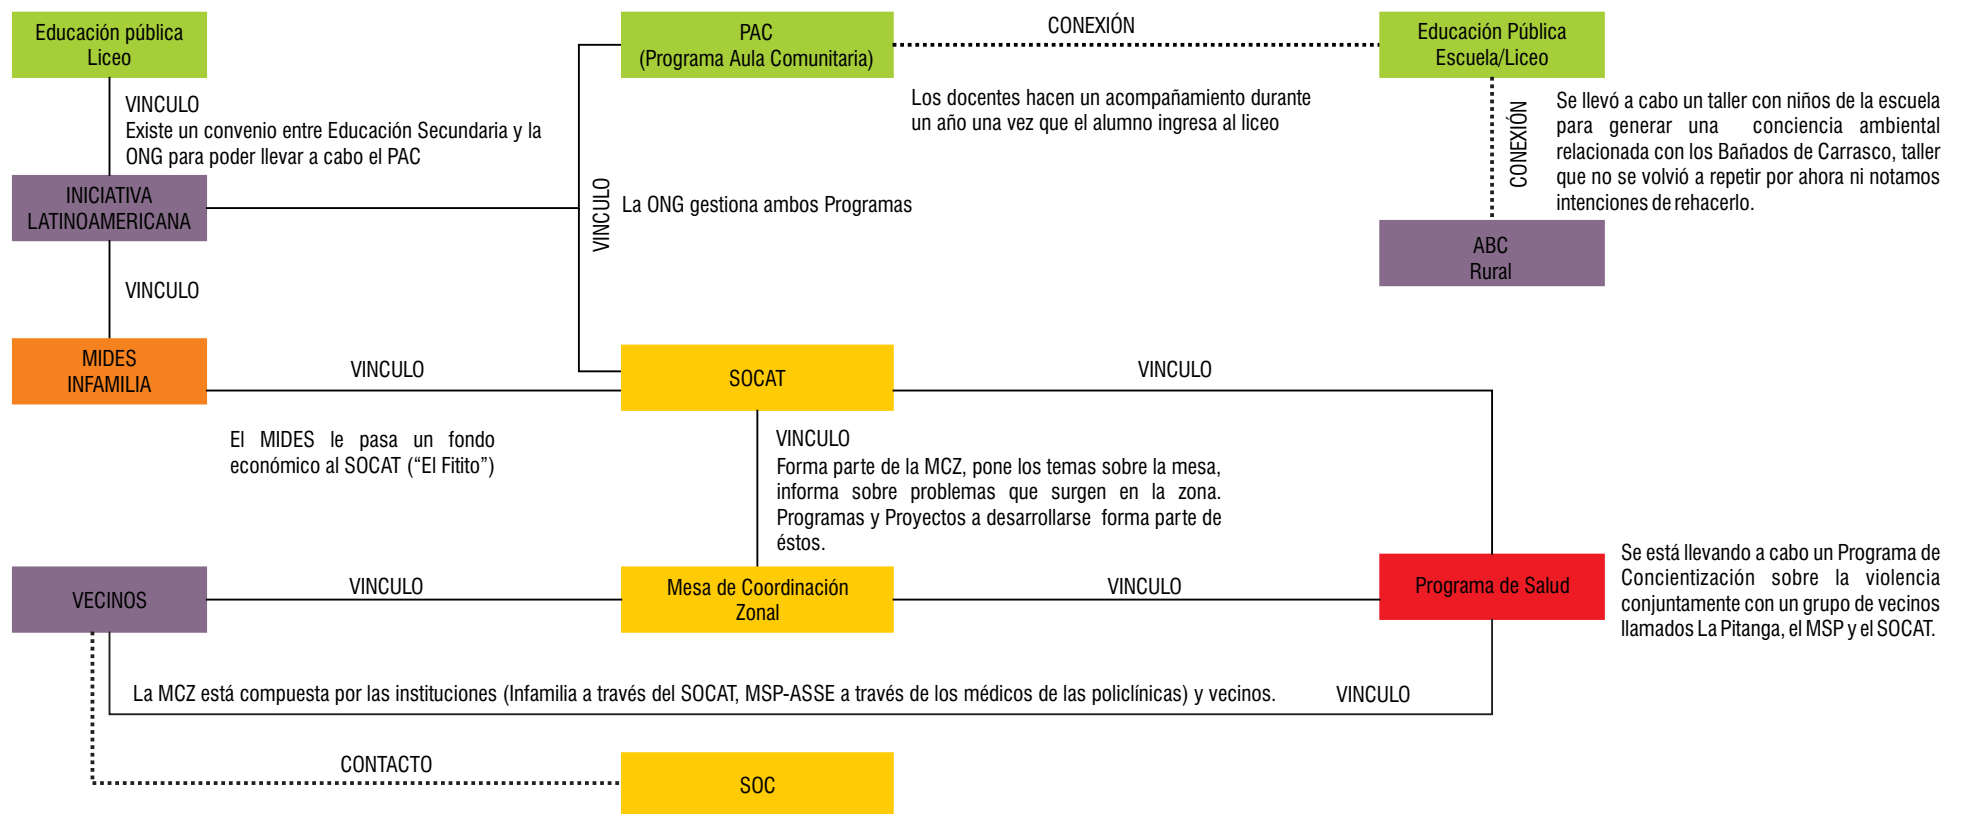 Educación pública
Liceo
VINCULO
Existe un convenio entre Educación Secundaria y la
ONG para poder llevar a cabo el PAC
INICIATIVA
LATINOAMERICANA
VINCULO
MIDES
INFAMILIA
PAC
(Programa Aula Comunitaria)
CONEXIÓN
Los docentes hacen un acompañamiento durante
un año una vez que el alumno ingresa al liceo
VINCULO
La ONG gestiona ambos Programas
Educación Pública
Escuela/Liceo
CONEXIÓN
Se llevó a cabo un taller con niños de la escuela
para generar una conciencia ambiental
relacionada con los Bañados de Carrasco, taller
que no se volvió a repetir por ahora ni notamos
intenciones de rehacerlo.
ABC
Rural
VINCULO
El MIDES le pasa un fondo
económico al SOCAT (“El Fitito”)
SOCAT
VINCULO
VINCULO
Forma parte de la MCZ, pone los temas sobre la mesa,
informa sobre problemas que surgen en la zona.
Programas y Proyectos a desarrollarse forma parte de
éstos.
VECINOS
VINCULO
Mesa de Coordinación
Zonal
VINCULO
Programa de Salud
Se está llevando a cabo un Programa de
Concientización sobre la violencia
conjuntamente con un grupo de vecinos
llamados La Pitanga, el MSP y el SOCAT.
La MCZ está compuesta por las instituciones (Infamilia a través del SOCAT, MSP-ASSE a través de los médicos de las policlínicas) y vecinos.
VINCULO
CONTACTO
SOC